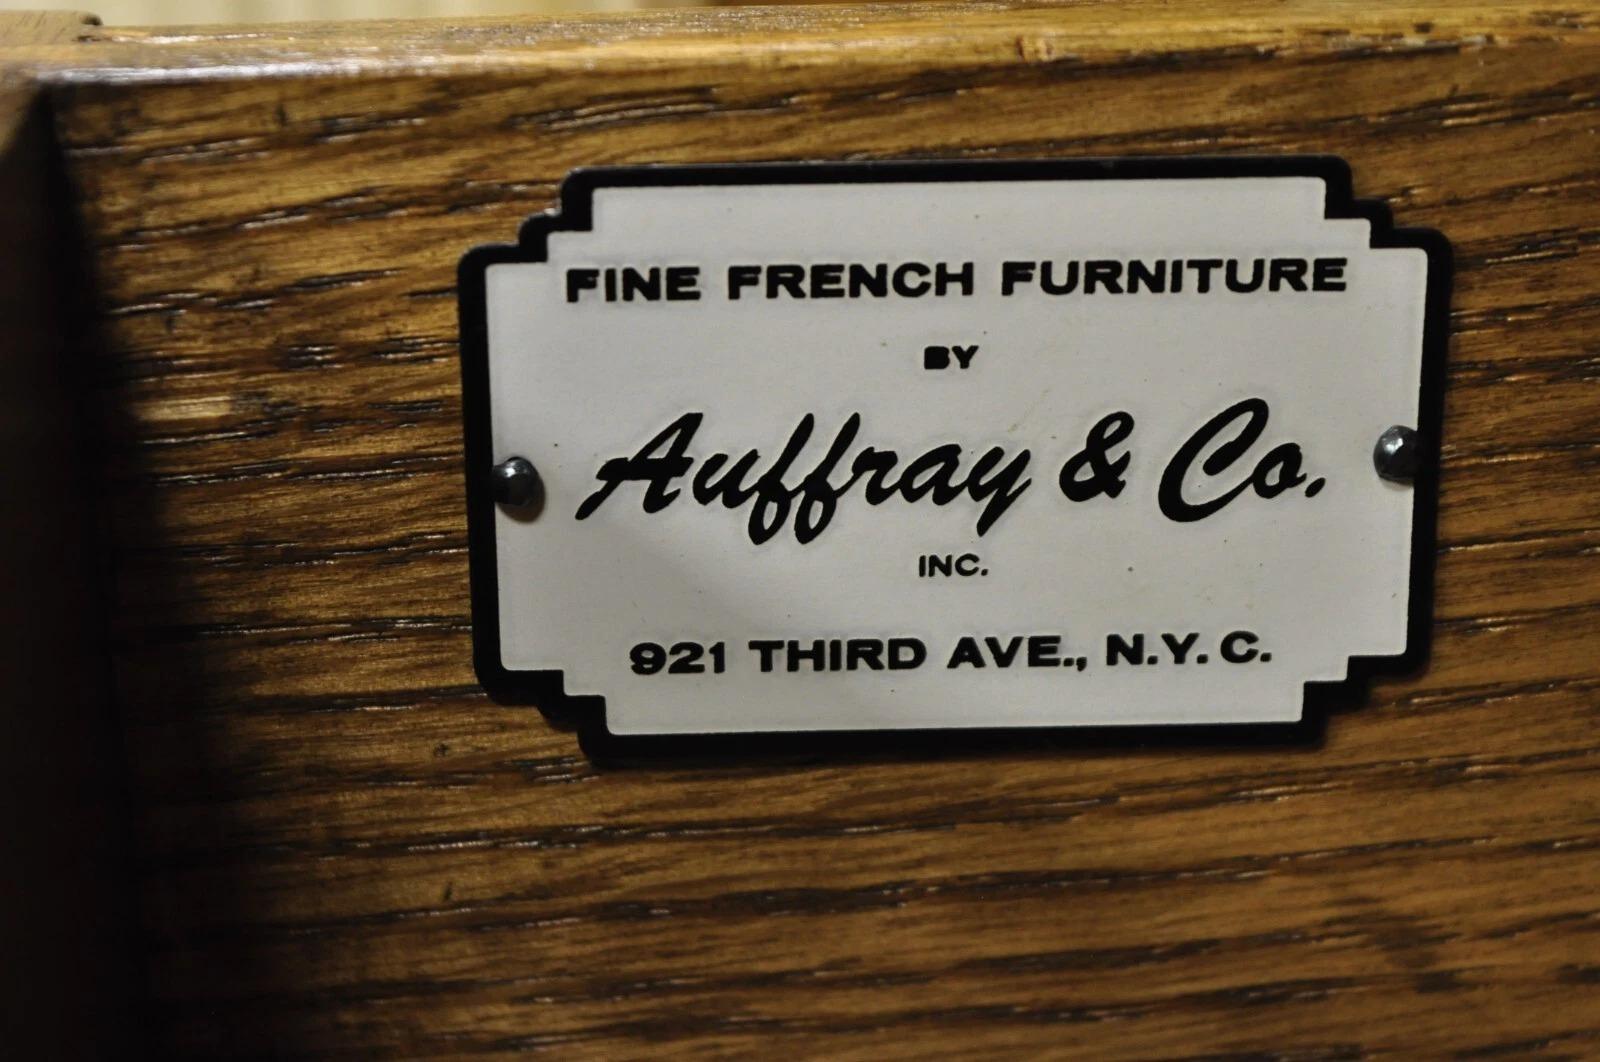 FINE FRENCH FURNITURE
BY
Auffray & Co.
INC.
921 THIRD AVE., N.Y.C.